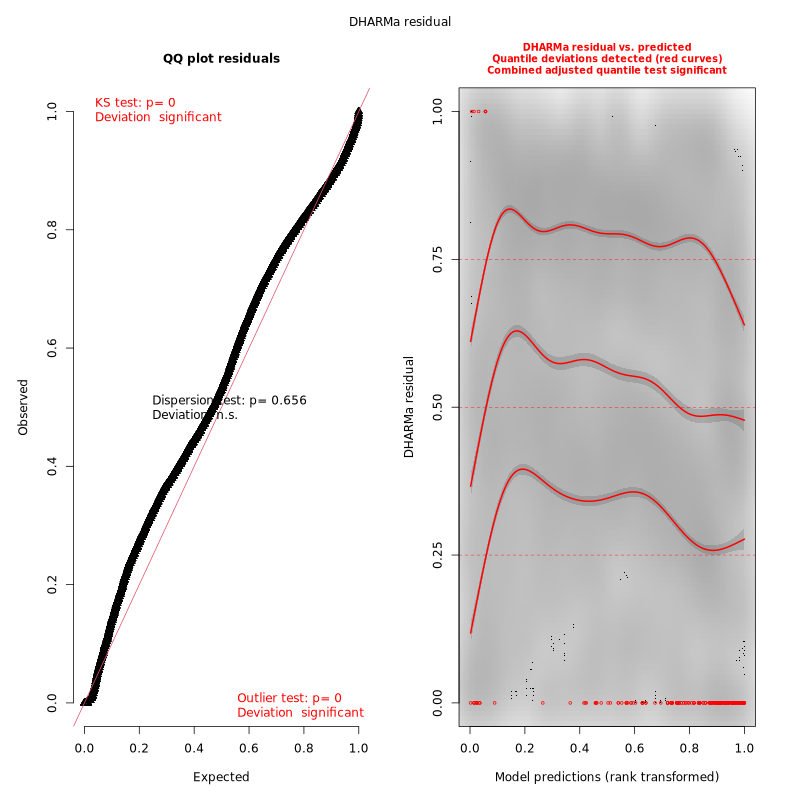 DHARMa residual
QQ plot residuals
KS test: p= 0
Deviation  significant
Dispersion test: p= 0.656
Deviation n.s.
Outlier test: p= 0
Deviation  significant
Observed
0.0
0.2
0.4
0.6
0.8
1.0
0.0 0.2 0.4 0.6 0.8 1.0
Expected
DHARMa residual vs. predicted
Quantile deviations detected (red curves)
Combined adjusted quantile test significant
DHARMa residual
0.00
0.25
0.50
0.75
1.00
0.0 0.2 0.4 0.6 0.8 1.0
Model predictions (rank transformed)